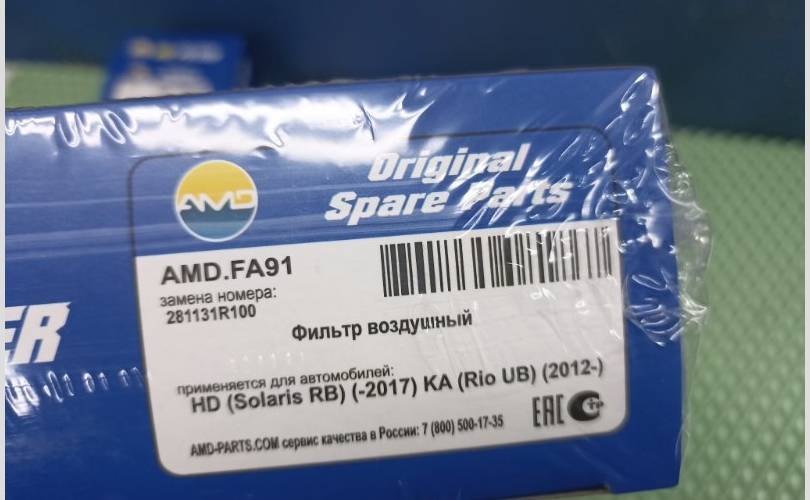 AMD
Original
Spare Parts
AMD.FA91
замена номера:
281131R100
Фильтр воздушный
применяется для автомобилей:
HD (Solaris RB) (-2017) KA (Rio UB) (2012-)
EAC
AMD-PARTS.COM сервис качества в России: 7 (800) 500-17-35
ER